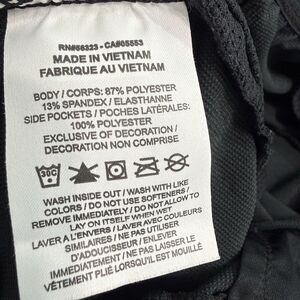 RN#56323 - CA#05553
MADE IN VIETNAM
FABRIQUE AU VIETNAM
BODY / CORPS: 87% POLYESTER
13% SPANDEX / ELASTHANNE
SIDE POCKETS / POCHES LATÉRALES:
100% POLYESTER
EXCLUSIVE OF DECORATION /
DECORATION NON COMPRISE
30C
WASH INSIDE OUT / WASH WITH LIKE
COLORS / DO NOT USE SOFTENERS /
REMOVE IMMEDIATELY / DO NOT ALLOW TO
LAY ON ITSELF WHEN WET
LAVER A L'ENVERS / LAVER AVEC COULEURS
SIMILAIRES / NE PAS UTILISER
D'ADOUCISSEUR / ENLEVER
IMMÉDIATEMENT / NE PAS LAISSER LE
VÊTEMENT PLIÉ LORSQU'IL EST MOUILLÉ